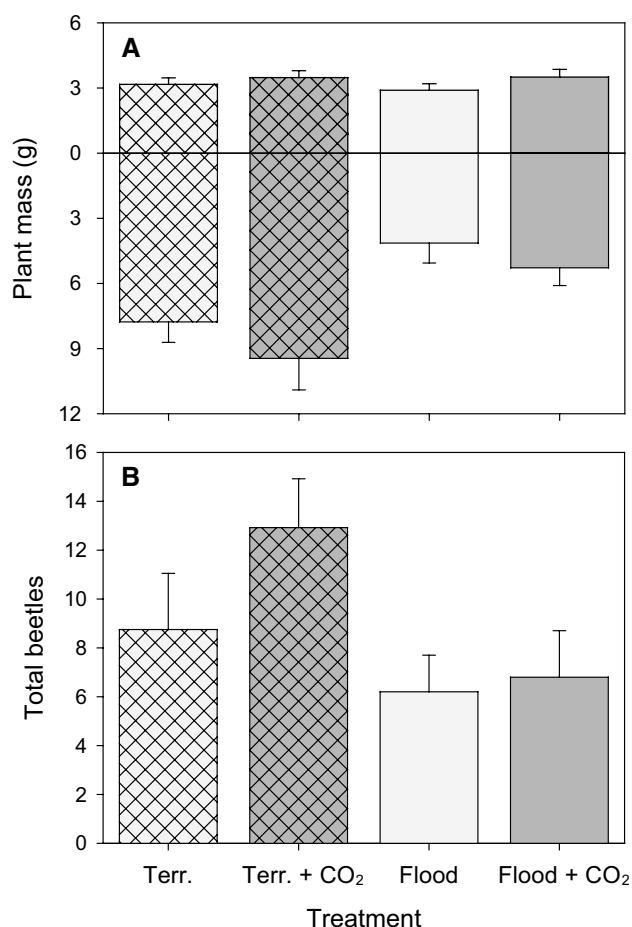 A
6
3
0
3
6
9
12
Plant mass (g)
B
16
14
12
10
8
6
4
2
0
Total beetles
Terr. Terr. + CO₂ Flood Flood + CO₂
Treatment